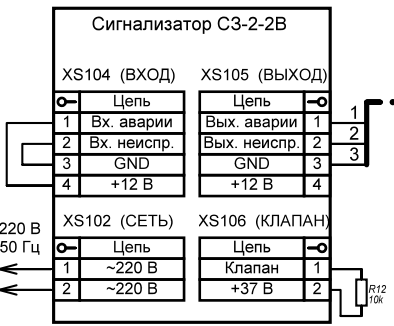 Сигнализатор СЗ-2-2В
XS104 (ВХОД) XS105 (ВЫХОД)
Цепь Цепь
1 Вх. аварии Вых. аварии 1 1
2 Вх. неиспр. Вых. неиспр. 2 2
3 GND GND 3 3
4 +12 В +12 В 4
220 В XS102 (СЕТЬ) XS106 (КЛАПАН)
50 Гц Цепь Цепь
1 ~220 В Клапан 1
2 ~220 В +37 В 2 R12
10k